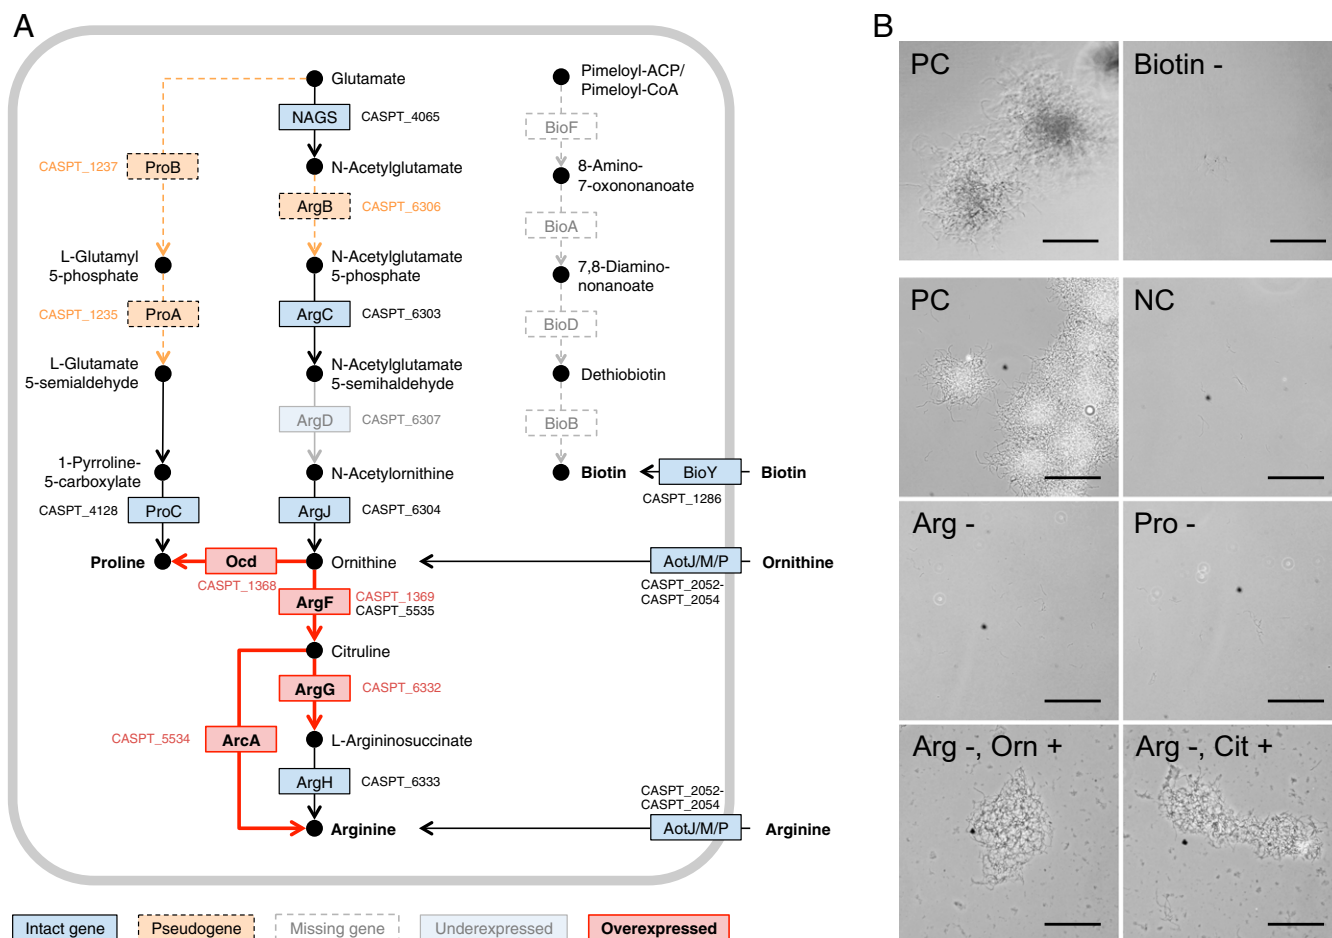 A
Glutamate
NAGS
CASPT_4065
CASPT_1237
ProB
N-Acetylglutamate
ArgB
CASPT_6306
L-Glutamyl
5-phosphate
N-Acetylglutamate
5-phosphate
CASPT_1235
ProA
ArgC
CASPT_6303
L-Glutamate
5-semialdehyde
N-Acetylglutamate
5-semihaldehyde
ArgD
CASPT_6307
1-Pyrroline-
5-carboxylate
N-Acetylornithine
CASPT_4128
ProC
ArgJ
CASPT_6304
Proline
Ocd
CASPT_1368
Ornithine
ArgF
CASPT_1369
CASPT_5535
Citruline
ArgG
CASPT_6332
CASPT_5534
ArcA
L-Argininosuccinate
ArgH
CASPT_6333
Arginine
Pimeloyl-ACP/
Pimeloyl-CoA
BioF
8-Amino-
7-oxononanoate
BioA
7,8-Diamino-
nonanoate
BioD
Dethiobiotin
BioB
Biotin
BioY
Biotin
CASPT_1286
AotJ/M/P
Ornithine
CASPT_2052-
CASPT_2054
CASPT_2052-
CASPT_2054
AotJ/M/P
Arginine
Intact gene
Pseudogene
Missing gene
Underexpressed
Overexpressed
B
PC
Biotin -
PC
NC
Arg -
Pro -
Arg -, Orn +
Arg -, Cit +